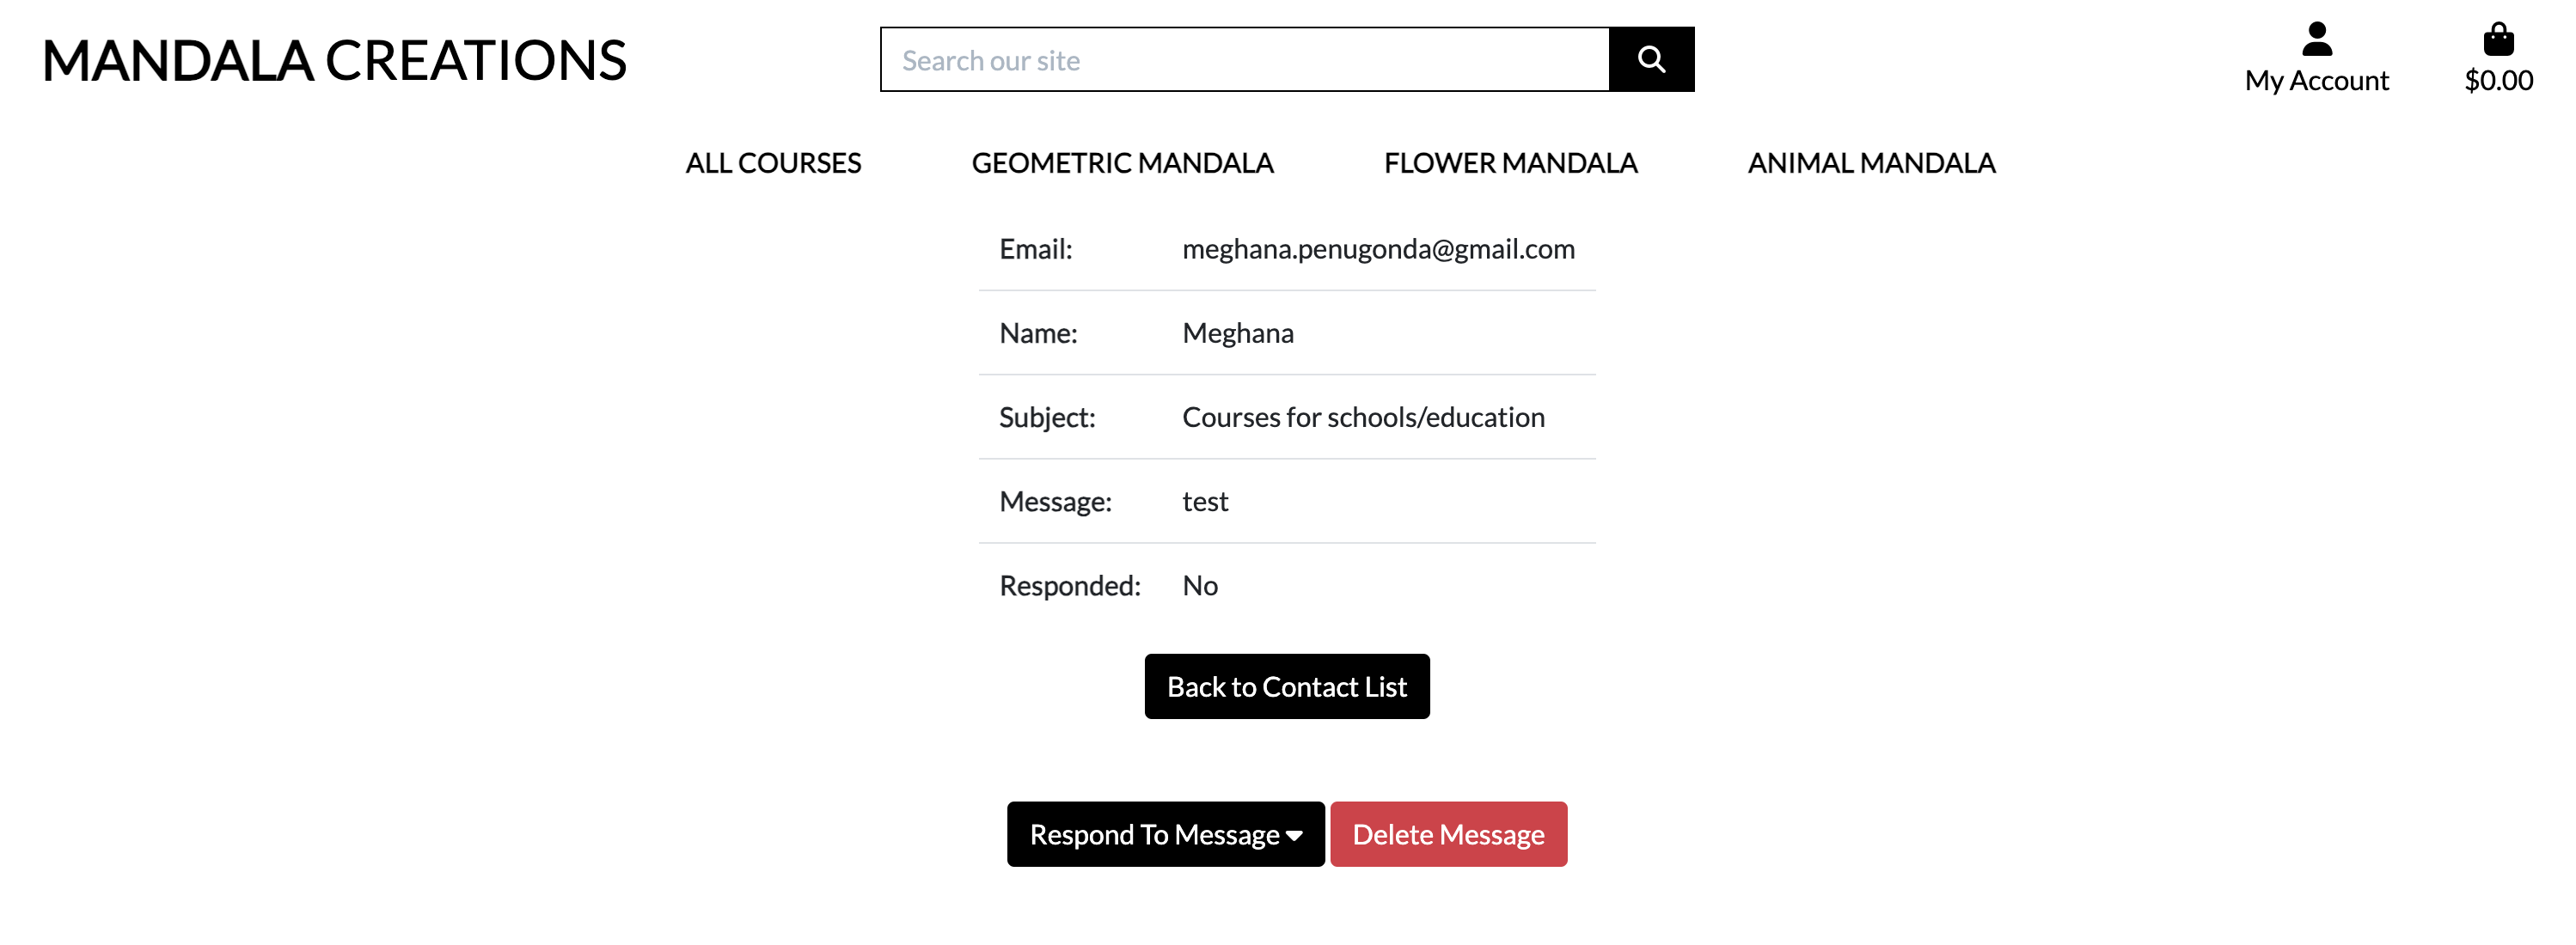 MANDALA CREATIONS
Search our site
My Account
$0.00
ALL COURSES GEOMETRIC MANDALA FLOWER MANDALA ANIMAL MANDALA
Email: meghana.penugonda@gmail.com
Name: Meghana
Subject: Courses for schools/education
Message: test
Responded: No
Back to Contact List
Respond To Message Delete Message